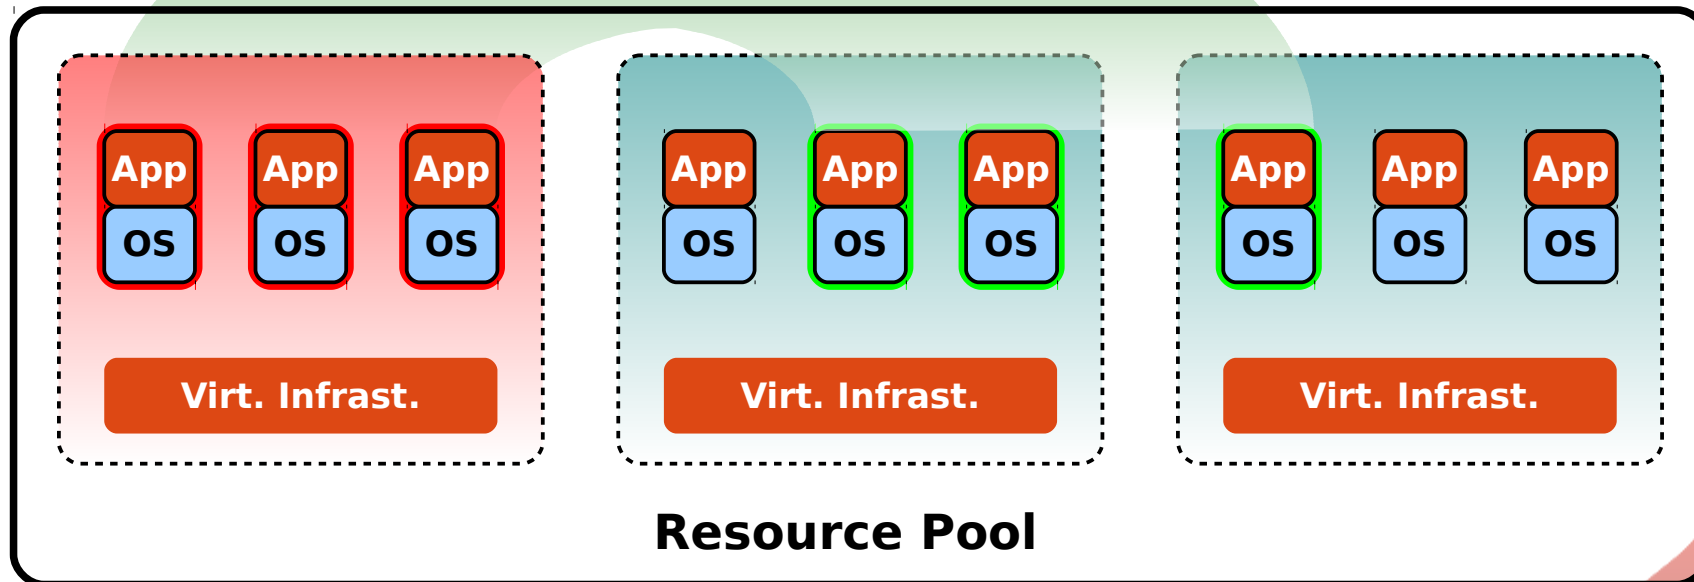 App App App App App App App App App
OS OS OS OS OS OS OS OS OS
Virt. Infrast. Virt. Infrast. Virt. Infrast.
Resource Pool